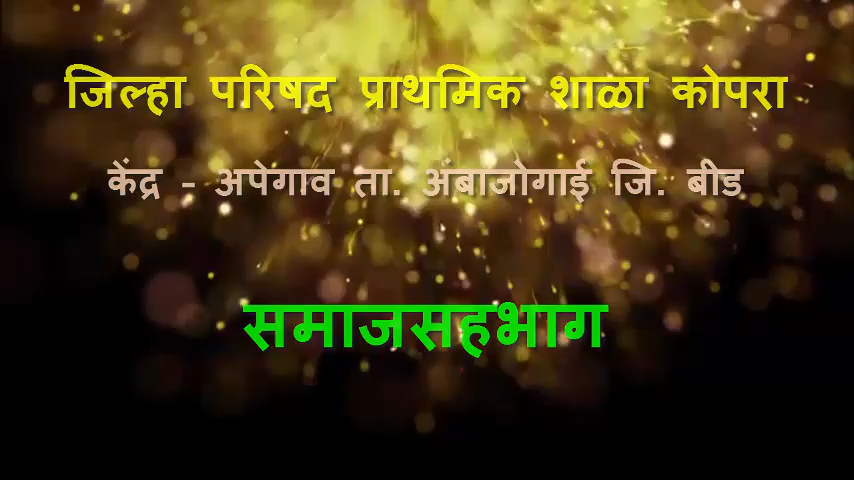 जिल्हा परिषद प्राथमिक शाळा कोपरा
केंद्र - अपेगाव ता. अंबाजोगाई जि. बीड
समाजसहभाग